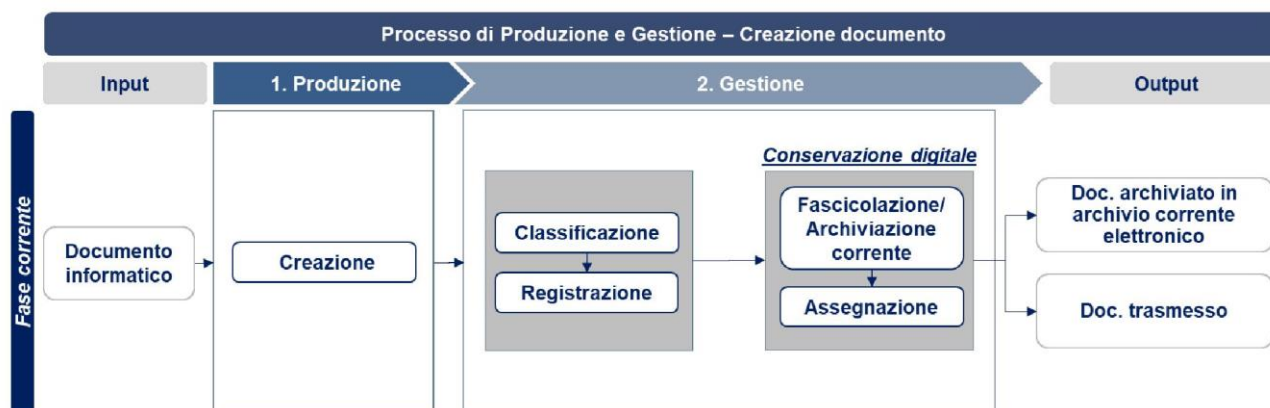 Processo di Produzione e Gestione – Creazione documento
Input
1. Produzione
2. Gestione
Output
Fase corrente
Documento
informatico
Creazione
Classificazione
Registrazione
Conservazione digitale
Fascicolazione/
Archiviazione
corrente
Assegnazione
Doc. archiviato in
archivio corrente
elettronico
Doc. trasmesso